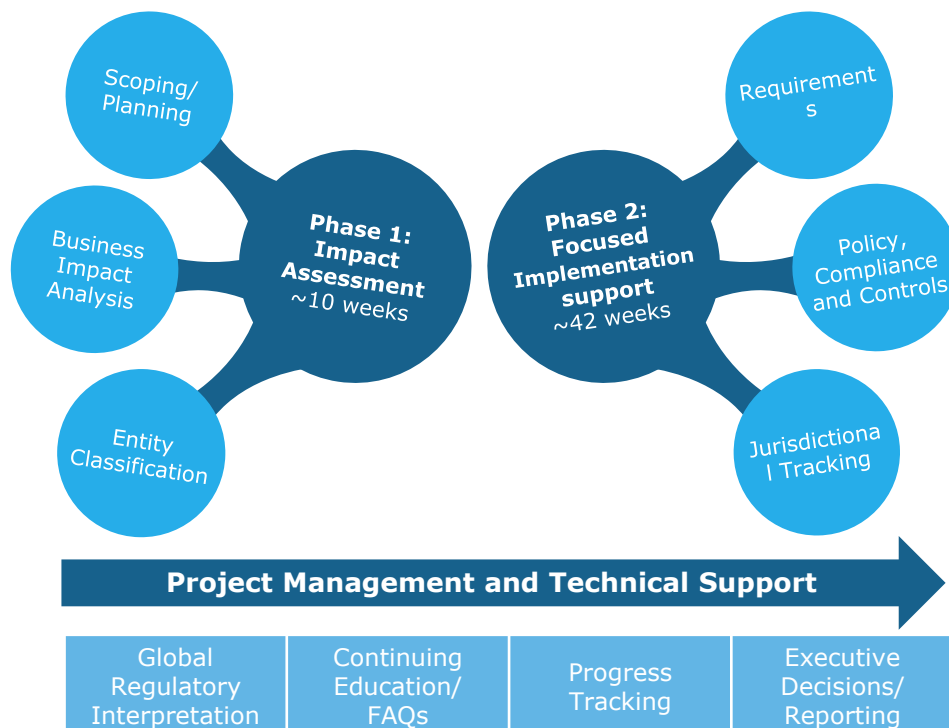 Scoping/
Planning
Business
Impact
Analysis
Entity
Classification
Phase 1:
Impact
Assessment
~10 weeks
Phase 2:
Focused
Implementation
support
~42 weeks
Requirement
s
Policy,
Compliance
and Controls
Jurisdictiona
l Tracking
Project Management and Technical Support
Global
Regulatory
Interpretation
Continuing
Education/
FAQs
Progress
Tracking
Executive
Decisions/
Reporting